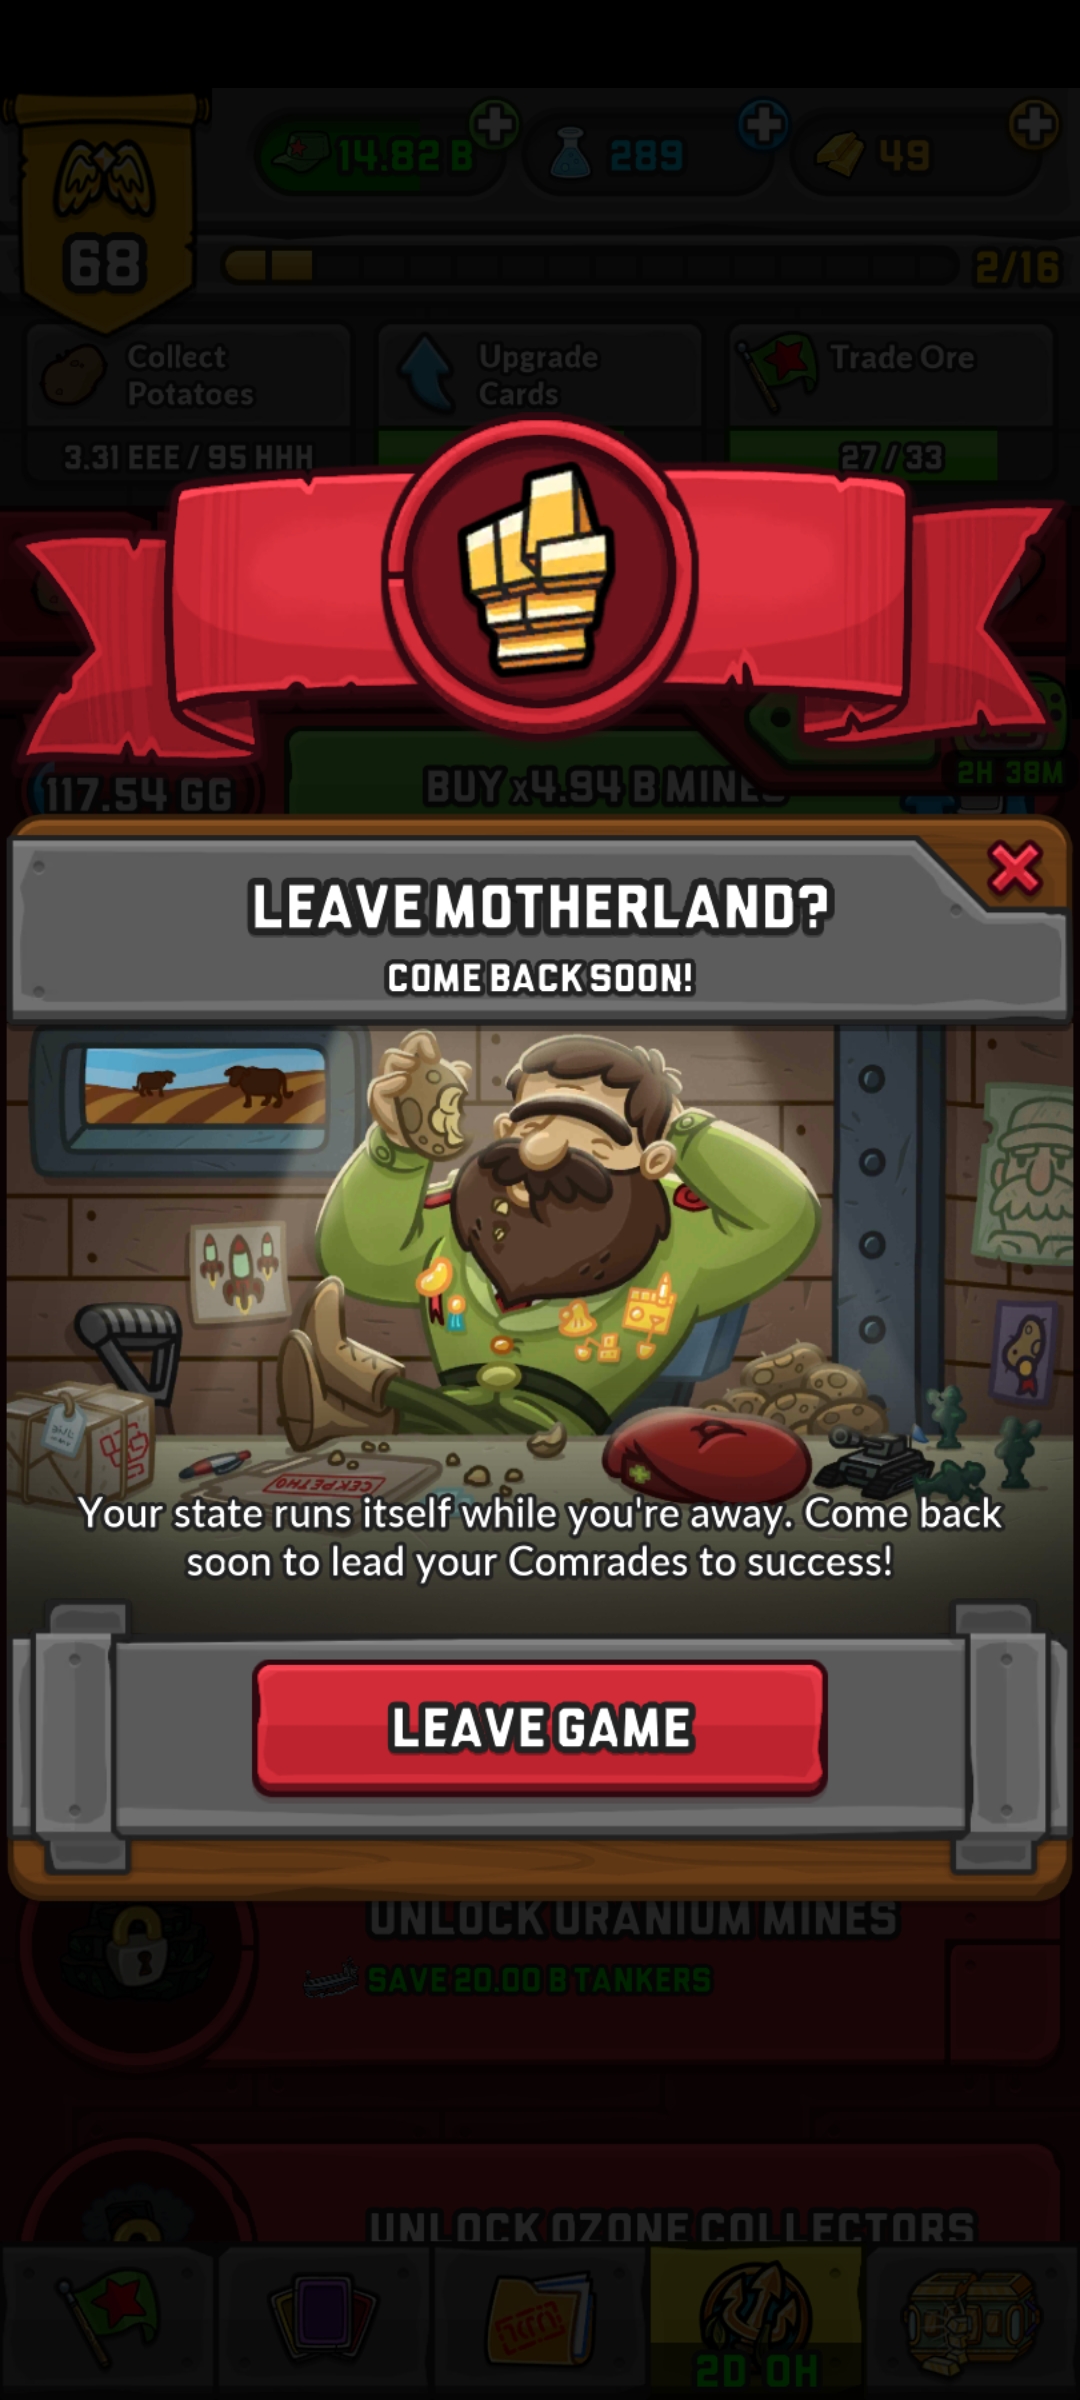 14.82 B
289
49
68
2/16
Collect
Potatoes
Upgrade
Cards
Trade Ore
3.31 EEE / 95 HHH
27/33
117.54 GG
BUY x4.94 B MINES
2H 38M
LEAVE MOTHERLAND?
COME BACK SOON!
СЕКРЕТНО
Your state runs itself while you're away. Come back
soon to lead your Comrades to success!
LEAVE GAME
UNLOCK URANIUM MINES
SAVE 20.00 B TANKERS
UNLOCK OZONE COLLECTORS
2D 0H